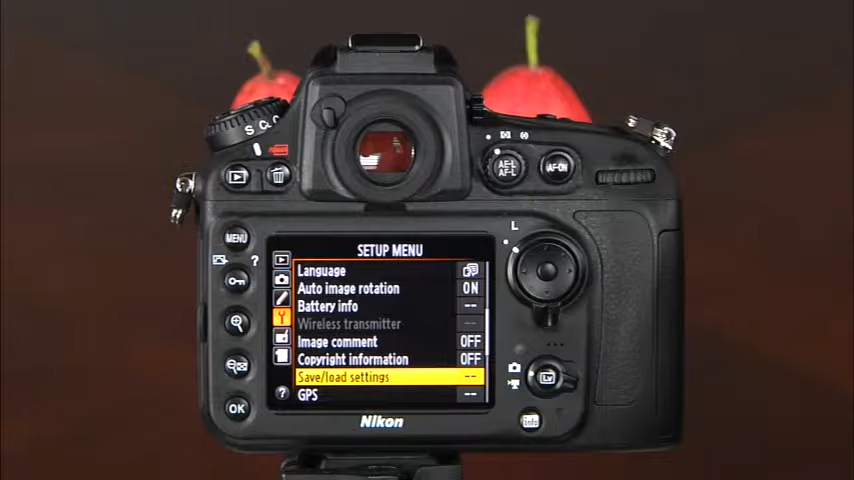 S CL
AE-L
AF-L
AF-ON
L
MENU
?
SETUP MENU
Language
Auto image rotation ON
Battery info --
Wireless transmitter --
Image comment OFF
Copyright information OFF
Save/load settings --
GPS --
?
OK
Lv
info
Nikon